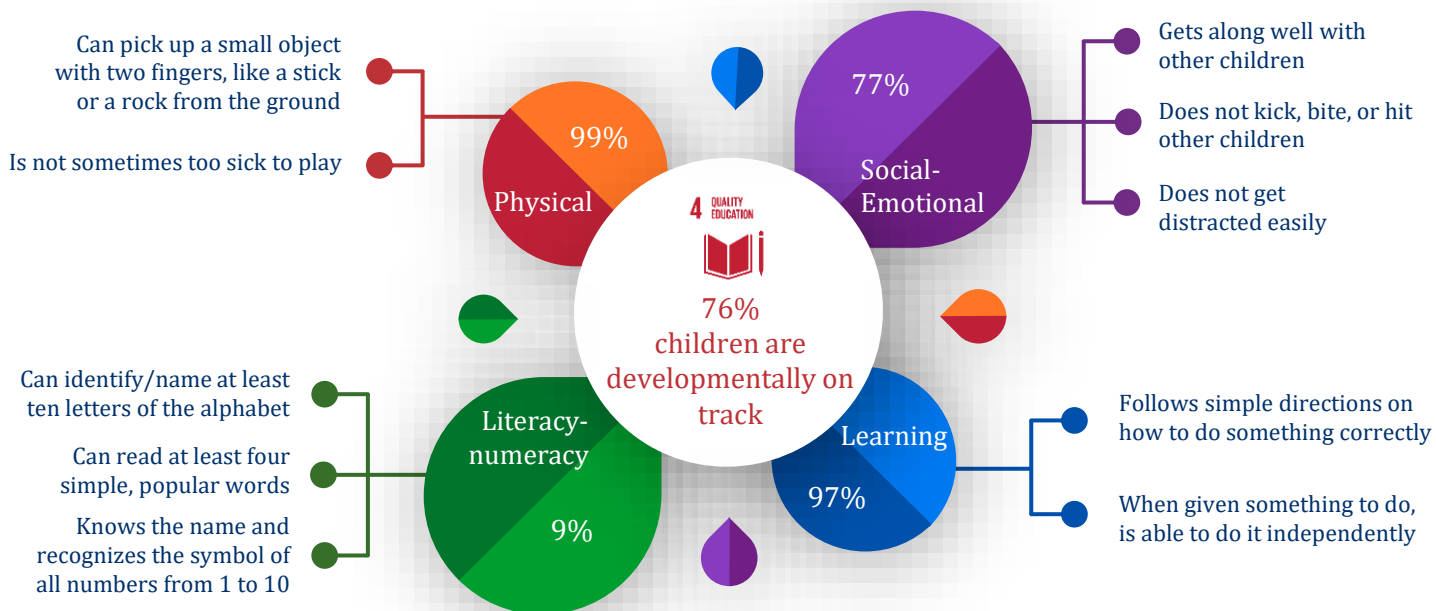 Can pick up a small object
with two fingers, like a stick
or a rock from the ground
Is not sometimes too sick to play
99%
Physical
77%
Social-
Emotional
Gets along well with
other children
Does not kick, bite, or hit
other children
Does not get
distracted easily
4 QUALITY
EDUCATION
76%
children are
developmentally on
track
Can identify/name at least
ten letters of the alphabet
Can read at least four
simple, popular words
Knows the name and
recognizes the symbol of
all numbers from 1 to 10
Literacy-
numeracy
9%
Learning
97%
Follows simple directions on
how to do something correctly
When given something to do,
is able to do it independently